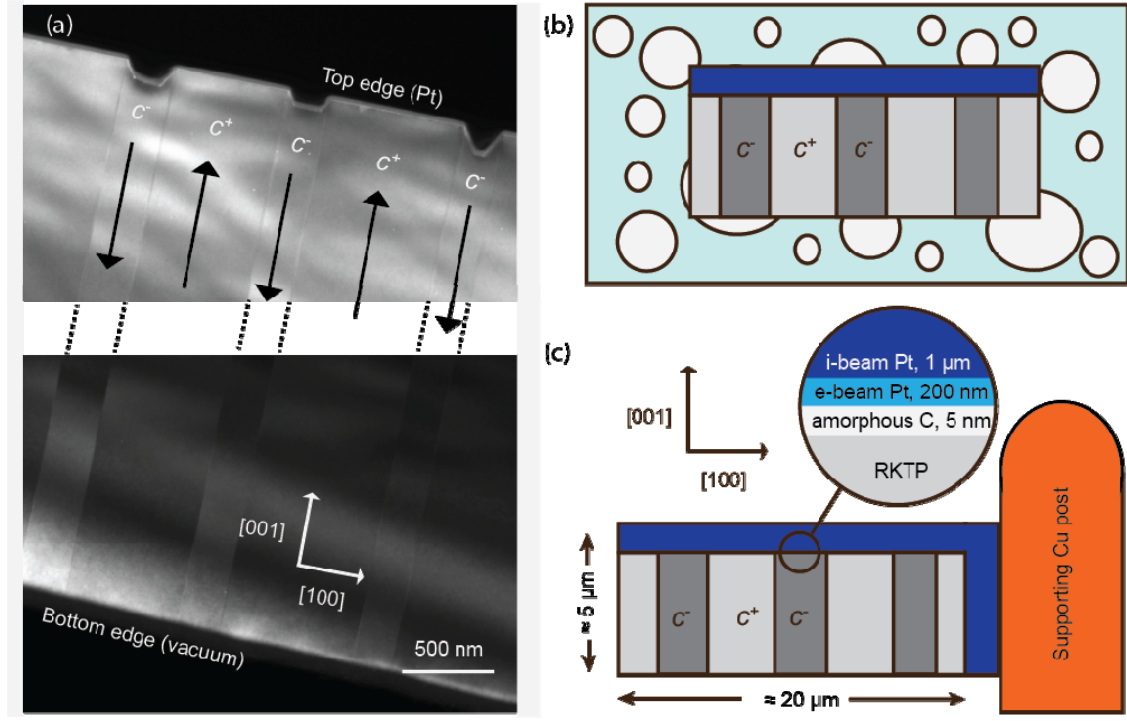 (a)
Top edge (Pt)
C⁻
C⁺
C⁻
C⁺
C⁻
[001]
[100]
Bottom edge (vacuum)
500 nm
(b)
C⁻
C⁺
C⁻
(c)
[001]
[100]
i-beam Pt, 1 µm
e-beam Pt, 200 nm
amorphous C, 5 nm
RKTP
Supporting Cu post
≈ 5 µm
C⁻
C⁺
C⁻
≈ 20 µm